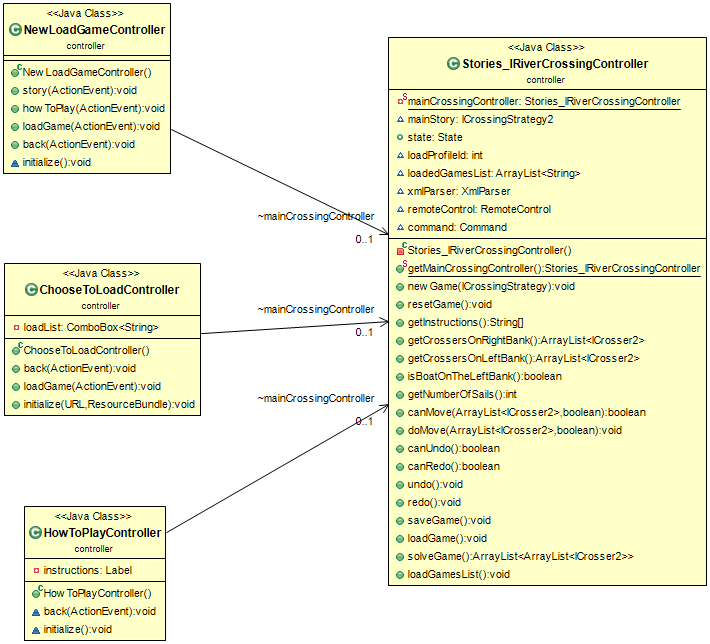 <<Java Class>>
NewLoadGameController
controller
NewLoadGameController()
story(ActionEvent):void
howToPlay(ActionEvent):void
loadGame(ActionEvent):void
back(ActionEvent):void
initialize():void
~mainCrossingController
0..1
<<Java Class>>
ChooseToLoadController
controller
loadList: ComboBox<String>
ChooseToLoadController()
back(ActionEvent):void
loadGame(ActionEvent):void
initialize(URL,ResourceBundle):void
~mainCrossingController
0..1
<<Java Class>>
HowToPlayController
controller
instructions: Label
HowToPlayController()
back(ActionEvent):void
initialize():void
~mainCrossingController
0..1
<<Java Class>>
Stories_IRiverCrossingController
controller
mainCrossingController: Stories_IRiverCrossingController
mainStory: ICrossingStrategy2
state: State
loadProfileId: int
loadedGamesList: ArrayList<String>
xmlParser: XmlParser
remoteControl: RemoteControl
command: Command
Stories_IRiverCrossingController()
getMainCrossingController():Stories_IRiverCrossingController
newGame(ICrossingStrategy):void
resetGame():void
getInstructions():String[]
getCrossersOnRightBank():ArrayList<ICrosser2>
getCrossersOnLeftBank():ArrayList<ICrosser2>
isBoatOnTheLeftBank():boolean
getNumberOfSails():int
canMove(ArrayList<ICrosser2>,boolean):boolean
doMove(ArrayList<ICrosser2>,boolean):void
canUndo():boolean
canRedo():boolean
undo():void
redo():void
saveGame():void
loadGame():void
solveGame():ArrayList<ArrayList<ICrosser2>>
loadGamesList():void